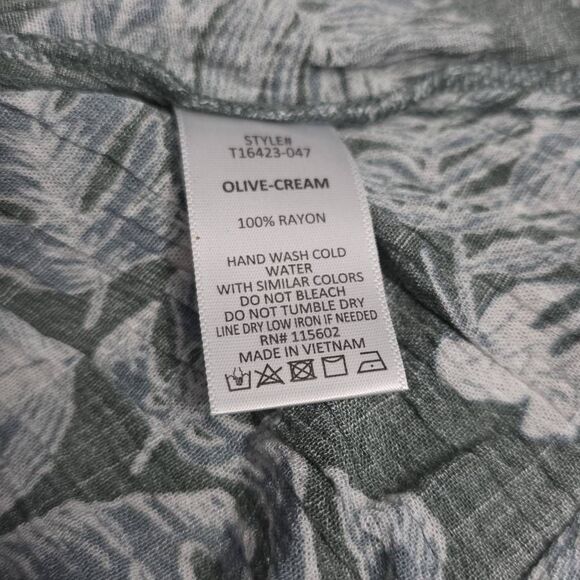 STYLE#
T16423-047
OLIVE-CREAM
100% RAYON
HAND WASH COLD
WATER
WITH SIMILAR COLORS
DO NOT BLEACH
DO NOT TUMBLE DRY
LINE DRY LOW IRON IF NEEDED
RN# 115602
MADE IN VIETNAM